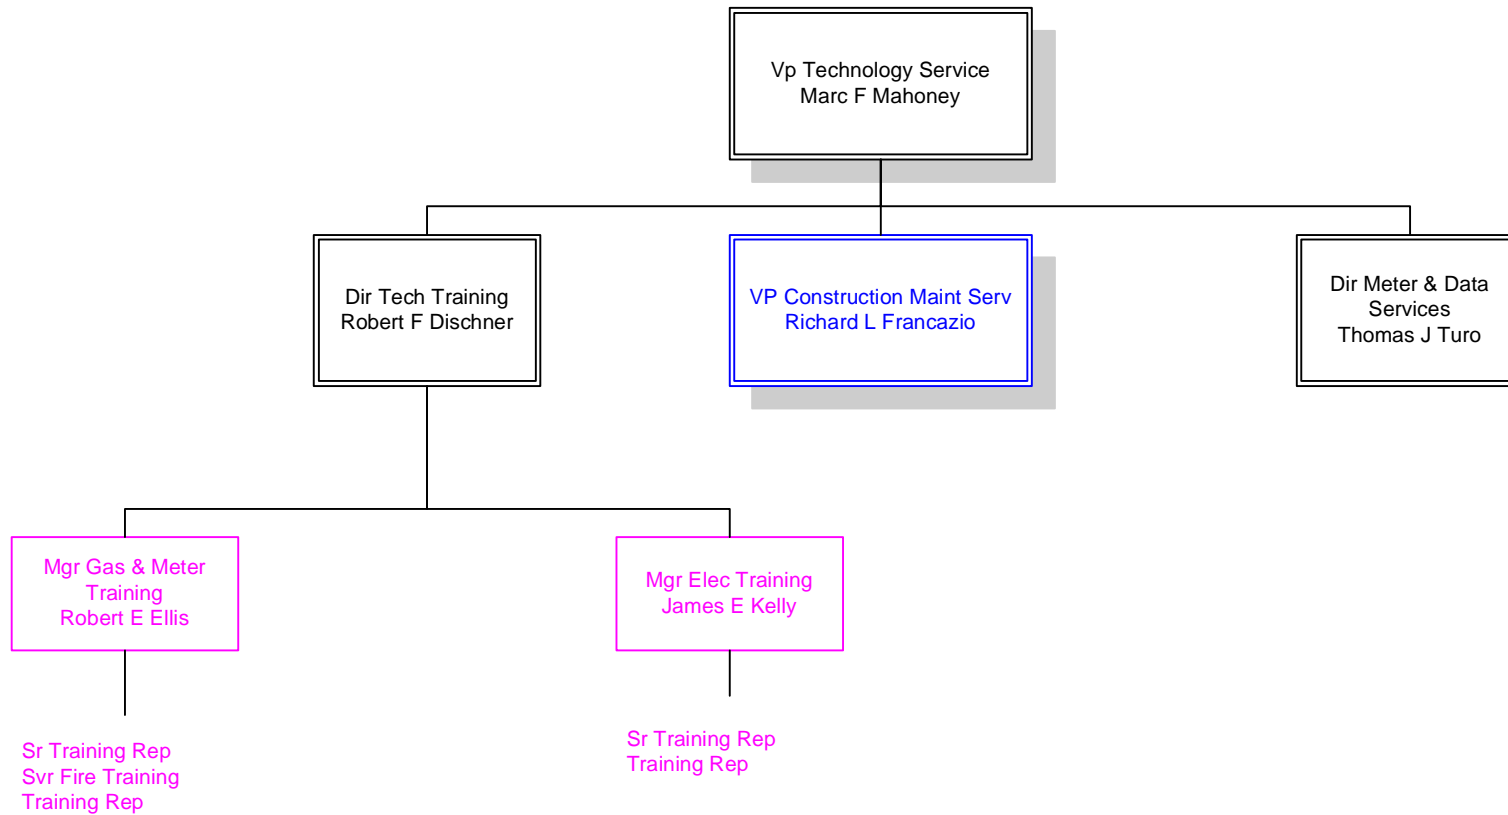 Vp Technology Service
Marc F Mahoney
Dir Tech Training
Robert F Dischner
VP Construction Maint Serv
Richard L Francazio
Dir Meter & Data
Services
Thomas J Turo
Mgr Gas & Meter
Training
Robert E Ellis
Mgr Elec Training
James E Kelly
Sr Training Rep
Svr Fire Training
Training Rep
Sr Training Rep
Training Rep